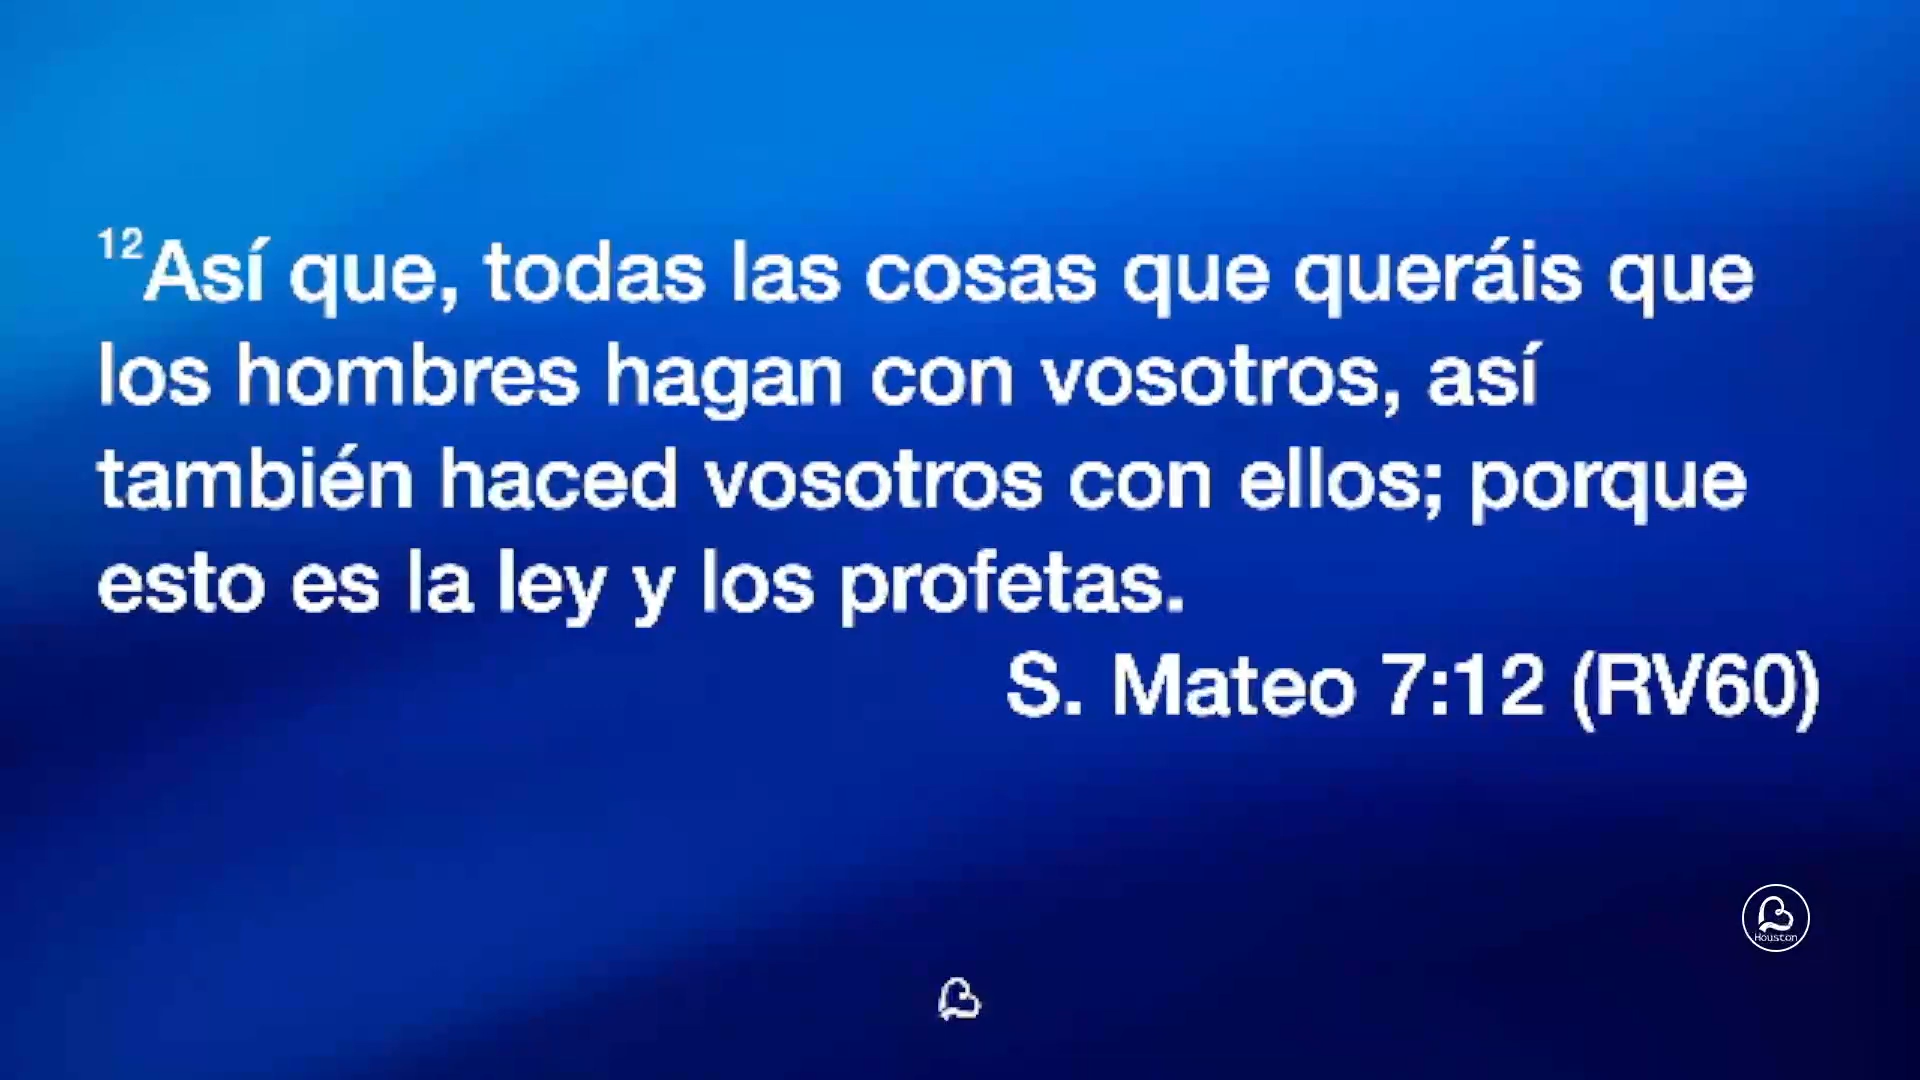 12Así que, todas las cosas que queráis que
los hombres hagan con vosotros, así
también haced vosotros con ellos; porque
esto es la ley y los profetas.
S. Mateo 7:12 (RV60)
Houston